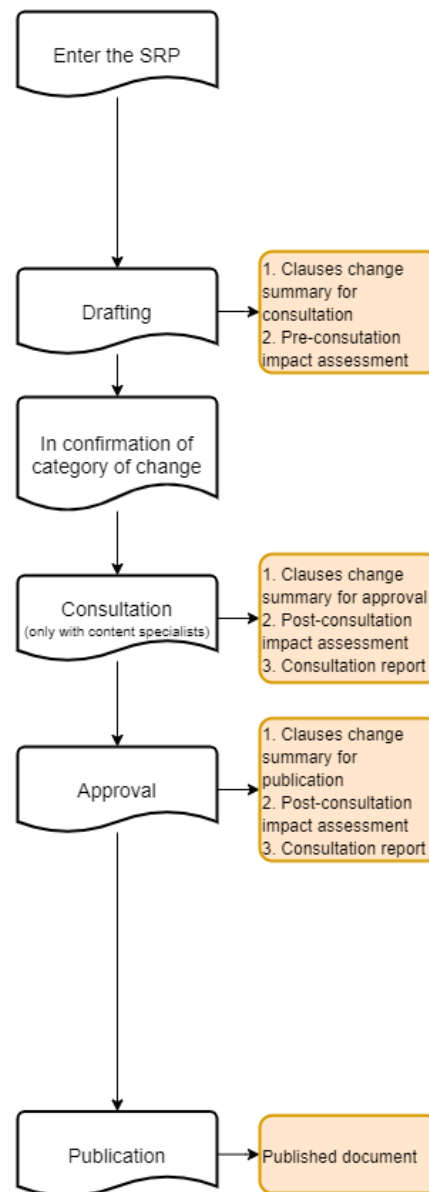 Enter the SRP
Drafting
1. Clauses change
summary for
consultation
2. Pre-consutation
impact assessment
In confirmation of
category of change
Consultation
(only with content specialists)
1. Clauses change
summary for approval
2. Post-consultation
impact assessment
3. Consultation report
Approval
1. Clauses change
summary for
publication
2. Post-consultation
impact assessment
3. Consultation report
Publication
Published document